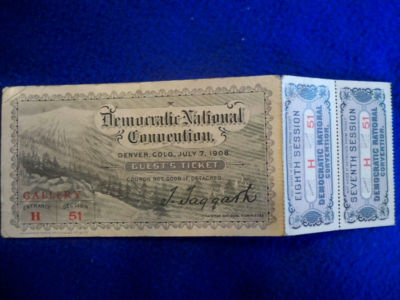 Democratic National
Convention,
DENVER, COLO., JULY 7, 1908.
GUEST'S TICKET
COUPON NOT GOOD IF DETACHED.
GALLERY
ENTRANCE
H 51
T. Taggart
EIGHTH SESSION
H 51
DEMOCRATIC NATIONAL
CONVENTION,
SEVENTH SESSION
H 51
DEMOCRATIC NATIONAL
CONVENTION,